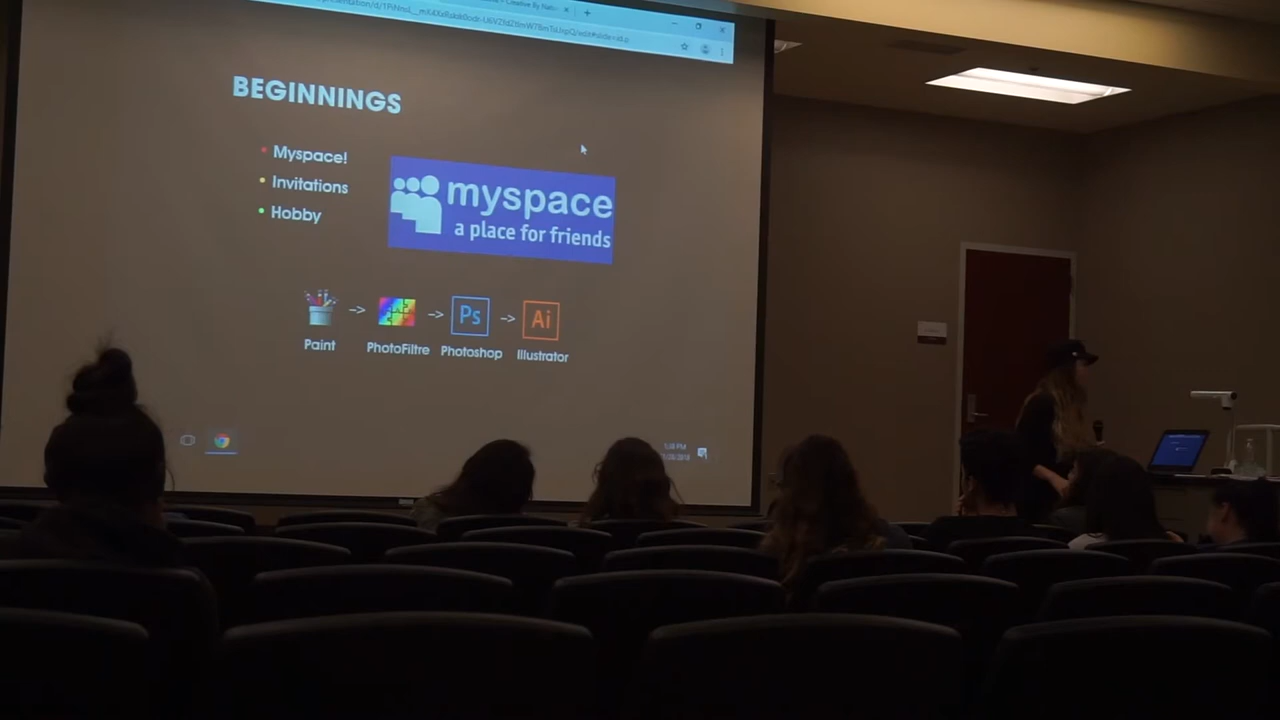 BEGINNINGS
Myspace!
Invitations
Hobby
myspace
a place for friends
-> -> Ps -> Ai
Paint PhotoFiltre Photoshop Illustrator